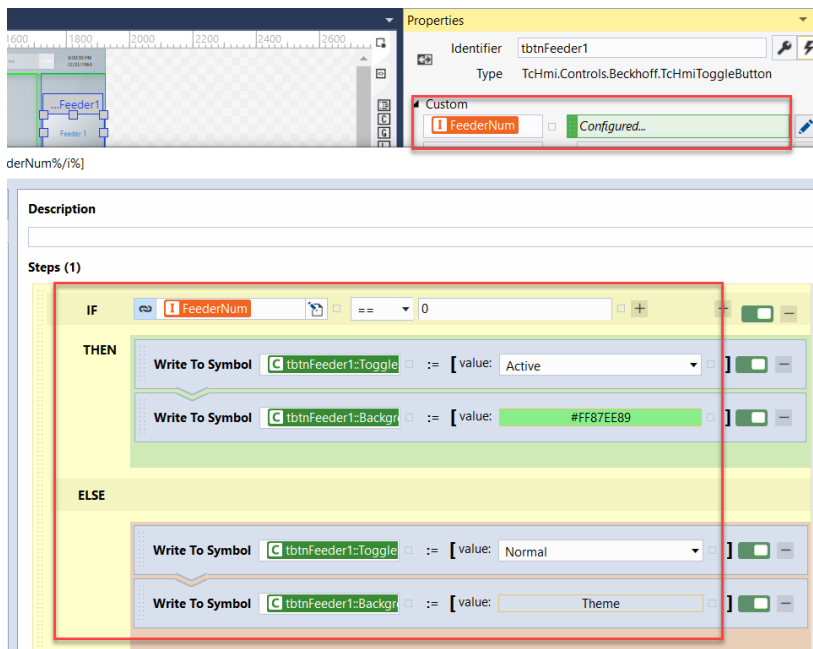 Properties
1600 1800 2000 2200 2400 2600
Identifier tbtnFeeder1
Type TcHmi.Controls.Beckhoff.TcHmiToggleButton
...Feeder1
Custom
I FeederNum Configured...
Feeder 1
C
G
derNum%/i%]
Description
Steps (1)
IF I FeederNum == 0
THEN
Write To Symbol C tbtnFeeder1::Toggle := [ value: Active ]
Write To Symbol C tbtnFeeder1::Backgr := [ value: #FF87EE89 ]
ELSE
Write To Symbol C tbtnFeeder1::Toggle := [ value: Normal ]
Write To Symbol C tbtnFeeder1::Backgr := [ value: Theme ]